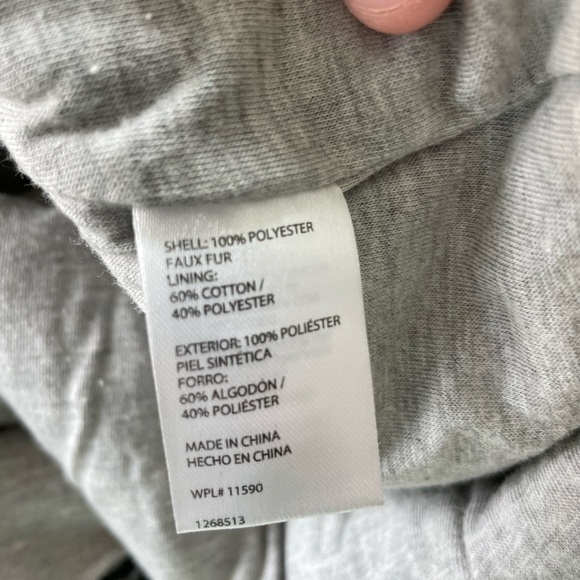 SHELL: 100% POLYESTER
FAUX FUR
LINING:
60% COTTON /
40% POLYESTER
EXTERIOR: 100% POLIÉSTER
PIEL SINTÉTICA
FORRO:
60% ALGODÓN /
40% POLIÉSTER
MADE IN CHINA
HECHO EN CHINA
WPL# 11590
1268513